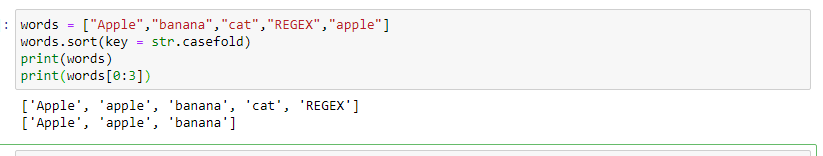 : words = ["Apple","banana","cat","REGEX","apple"]
words.sort(key = str.casefold)
print(words)
print(words[0:3])
['Apple', 'apple', 'banana', 'cat', 'REGEX']
['Apple', 'apple', 'banana']